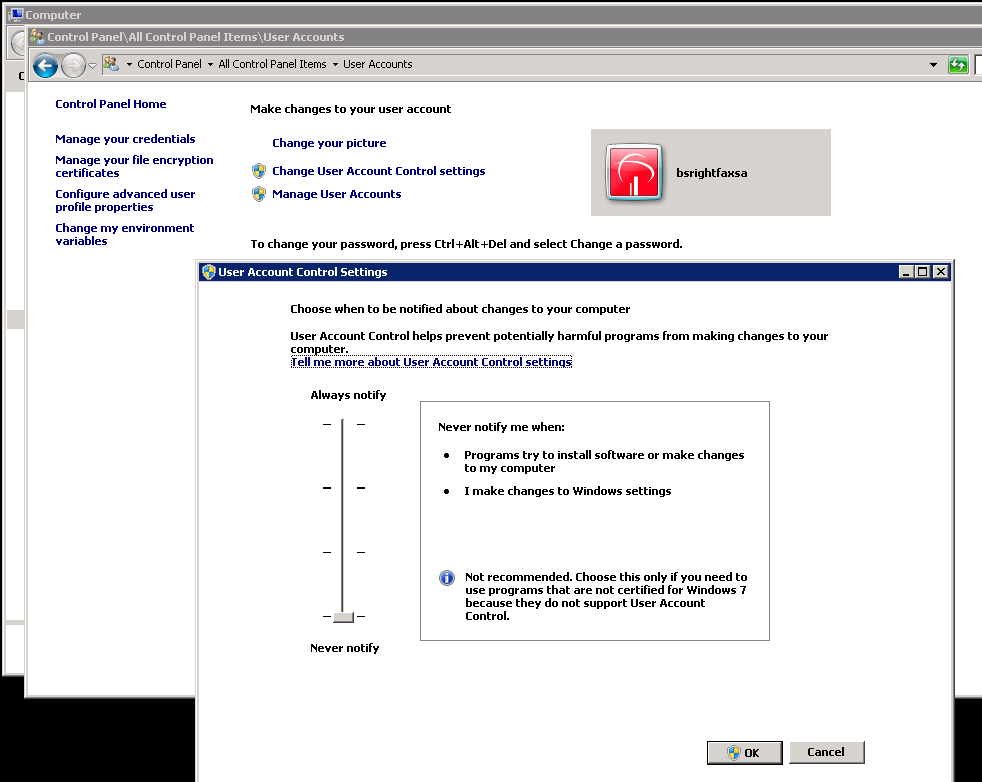 Computer
Control Panel\All Control Panel Items\User Accounts
Control Panel All Control Panel Items User Accounts
Control Panel Home
Manage your credentials
Manage your file encryption
certificates
Configure advanced user
profile properties
Change my environment
variables
Make changes to your user account
Change your picture
Change User Account Control settings
Manage User Accounts
bsrightfaxsa
To change your password, press Ctrl+Alt+Del and select Change a password.
User Account Control Settings
Choose when to be notified about changes to your computer
User Account Control helps prevent potentially harmful programs from making changes to your
computer.
Tell me more about User Account Control settings
Always notify
Never notify me when:
• Programs try to install software or make changes
to my computer
• I make changes to Windows settings
Not recommended. Choose this only if you need to
use programs that are not certified for Windows 7
because they do not support User Account
Control.
Never notify
OK
Cancel